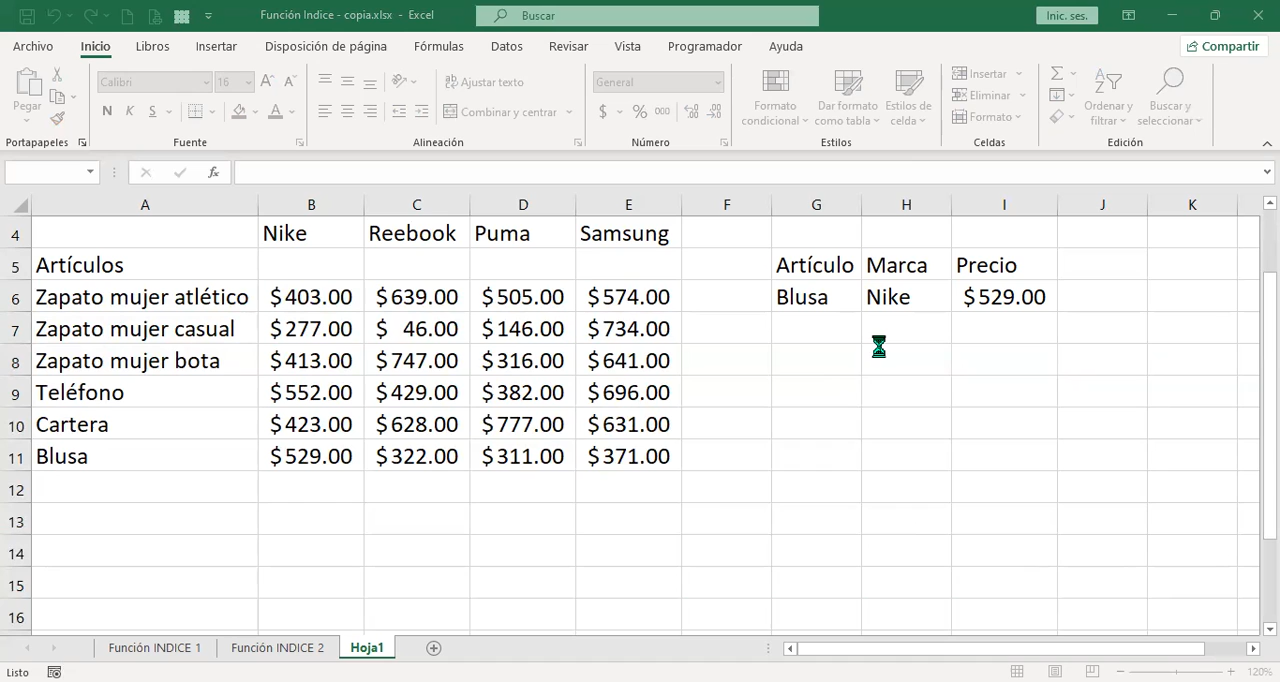 Función Indice - copia.xlsx - Excel
Buscar
Inic. ses.
Archivo Inicio Libros Insertar Disposición de página Fórmulas Datos Revisar Vista Programador Ayuda Compartir
Pegar
Calibri 16
N K S
Ajustar texto
Combinar y centrar
General
$ % 000
Formato condicional
Dar formato como tabla
Estilos de celda
Insertar
Eliminar
Formato
Ordenar y filtrar
Buscar y seleccionar
Portapapeles Fuente Alineación Número Estilos Celdas Edición
fx
A B C D E F G H I J K
4 Nike Reebook Puma Samsung
5 Artículos Artículo Marca Precio
6 Zapato mujer atlético $403.00 $639.00 $505.00 $574.00 Blusa Nike $529.00
7 Zapato mujer casual $277.00 $ 46.00 $146.00 $734.00
8 Zapato mujer bota $413.00 $747.00 $316.00 $641.00
9 Teléfono $552.00 $429.00 $382.00 $696.00
10 Cartera $423.00 $628.00 $777.00 $631.00
11 Blusa $529.00 $322.00 $311.00 $371.00
12
13
14
15
16
Función INDICE 1 Función INDICE 2 Hoja1
Listo 120%